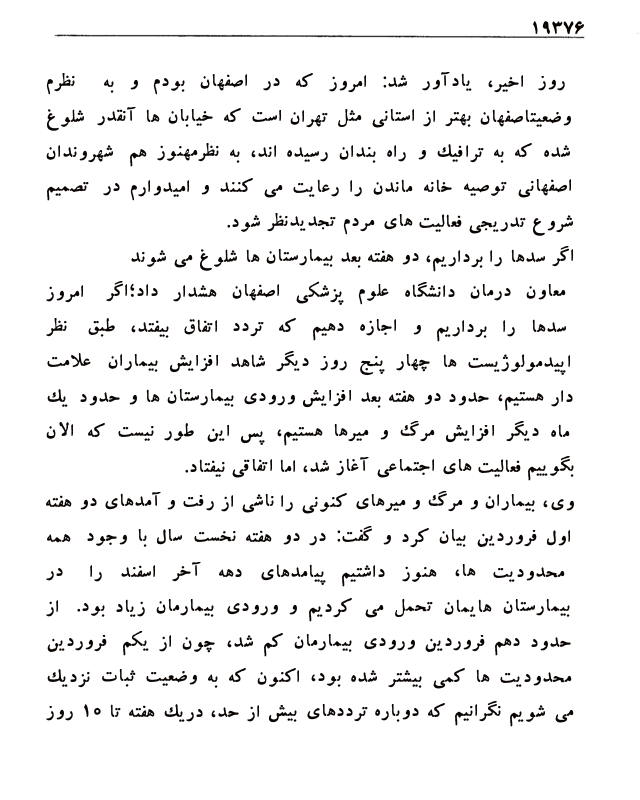 ۱۹۳۷۶
روز اخیر، یادآور شد: امروز که در اصفهان بودم و به نظرم
وضعیتاصفهان بهتر از استانی مثل تهران است که خیابان ها آنقدر شلوغ
شده که به ترافیك و راه بندان رسیده اند، به نظرمهنوز هم شهروندان
اصفهانی توصیه خانه ماندن را رعایت می کنند و امیدوارم در تصمیم
شروع تدریجی فعالیت های مردم تجدیدنظر شود.
اگر سدها را برداریم، دو هفته بعد بیمارستان ها شلوغ می شوند
معاون درمان دانشگاه علوم پزشکی اصفهان هشدار داد؛اگر امروز
سدها را برداریم و اجازه دهیم که تردد اتفاق بیفتد، طبق نظر
اپیدمولوژیست ها چهار پنج روز دیگر شاهد افزایش بیماران علامت
دار هستیم، حدود دو هفته بعد افزایش ورودی بیمارستان ها و حدود یك
ماه دیگر افزایش مرگ و میرها هستیم، پس این طور نیست که الان
بگوییم فعالیت های اجتماعی آغاز شد، اما اتفاقی نیفتاد.
وی، بیماران و مرگ و میرهای کنونی را ناشی از رفت و آمدهای دو هفته
اول فروردین بیان کرد و گفت: در دو هفته نخست سال با وجود همه
محدودیت ها، هنوز داشتیم پیامدهای دهه آخر اسفند را در
بیمارستان هایمان تحمل می کردیم و ورودی بیمارمان زیاد بود. از
حدود دهم فروردین ورودی بیمارمان کم شد، چون از یکم فروردین
محدودیت ها کمی بیشتر شده بود، اکنون که به وضعیت ثبات نزدیك
می شویم نگرانیم که دوباره ترددهای بیش از حد، دریك هفته تا ۱۵ روز